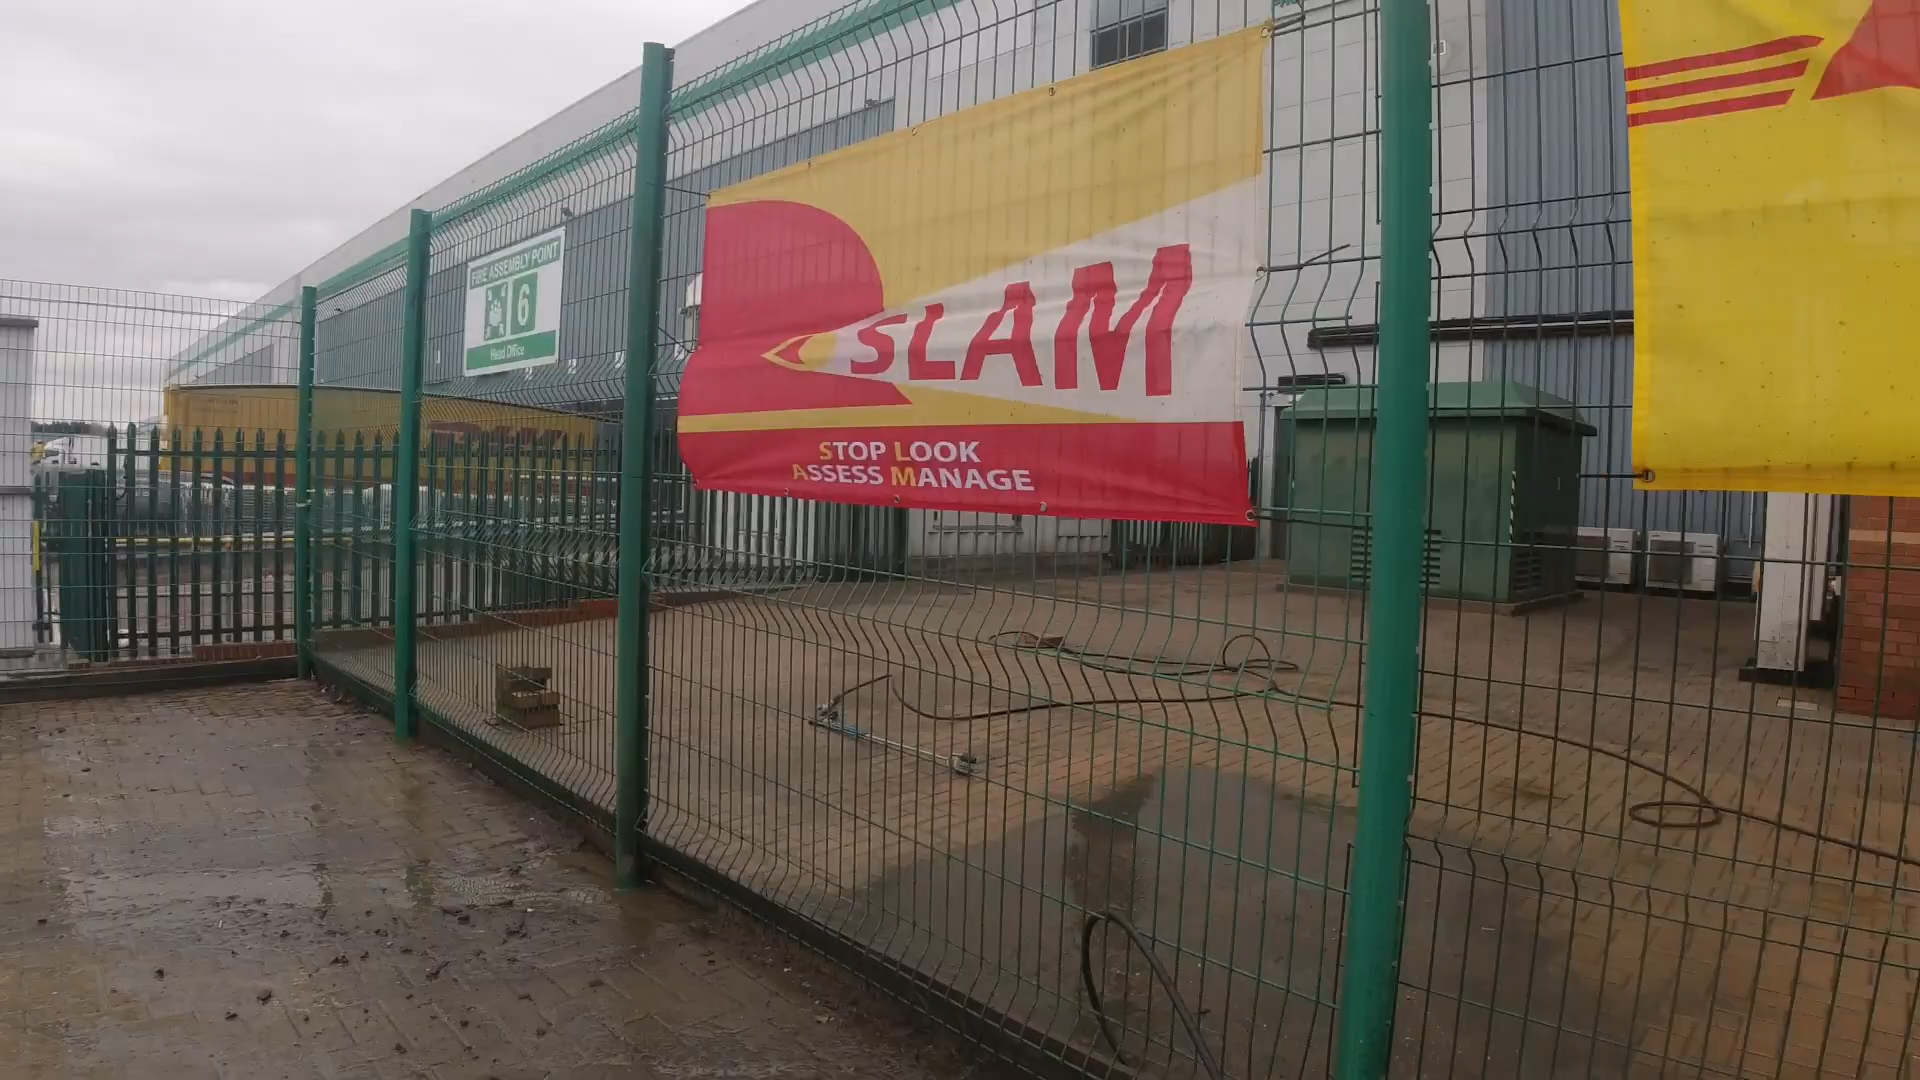 FIRE ASSEMBLY POINT
6
Head Office
SLAM
STOP LOOK
ASSESS MANAGE